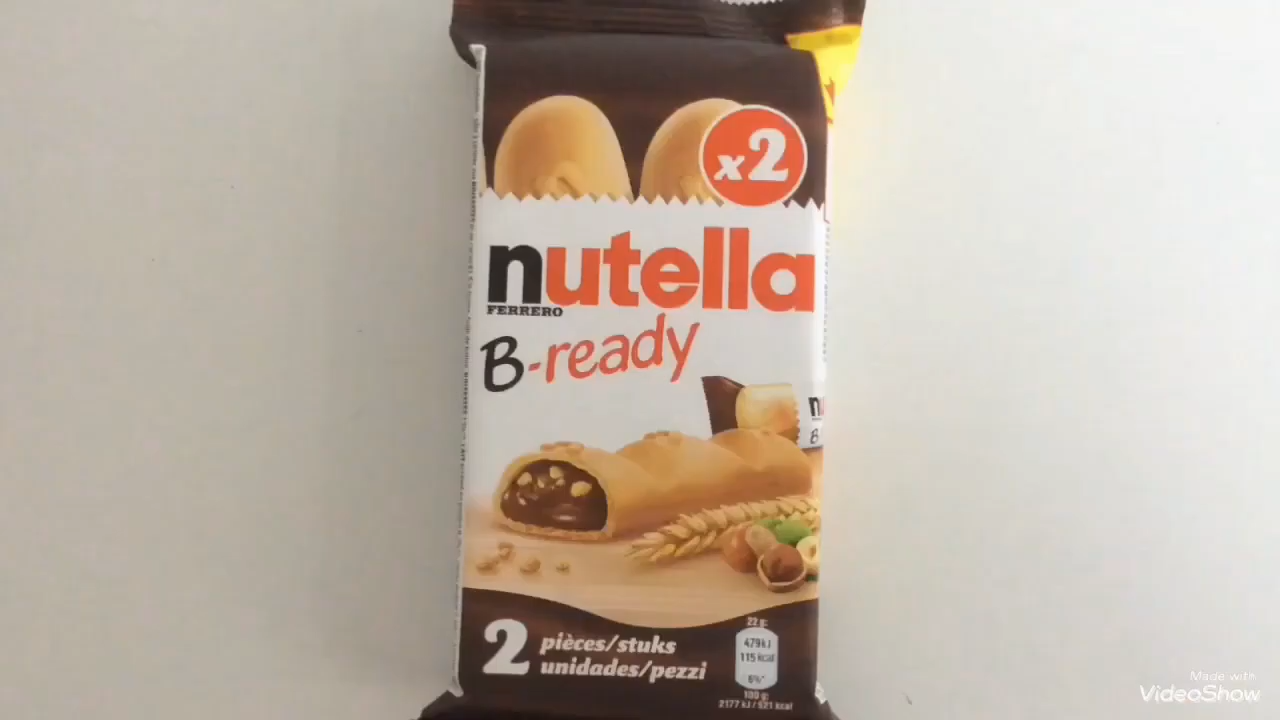 x2
nutella
FERRERO
B-ready
n
B
2 pièces/stuks
unidades/pezzi
22 g:
479 kJ
115 kcal
6%*
100 g:
2177 kJ / 521 kcal
Made with
VideoShow